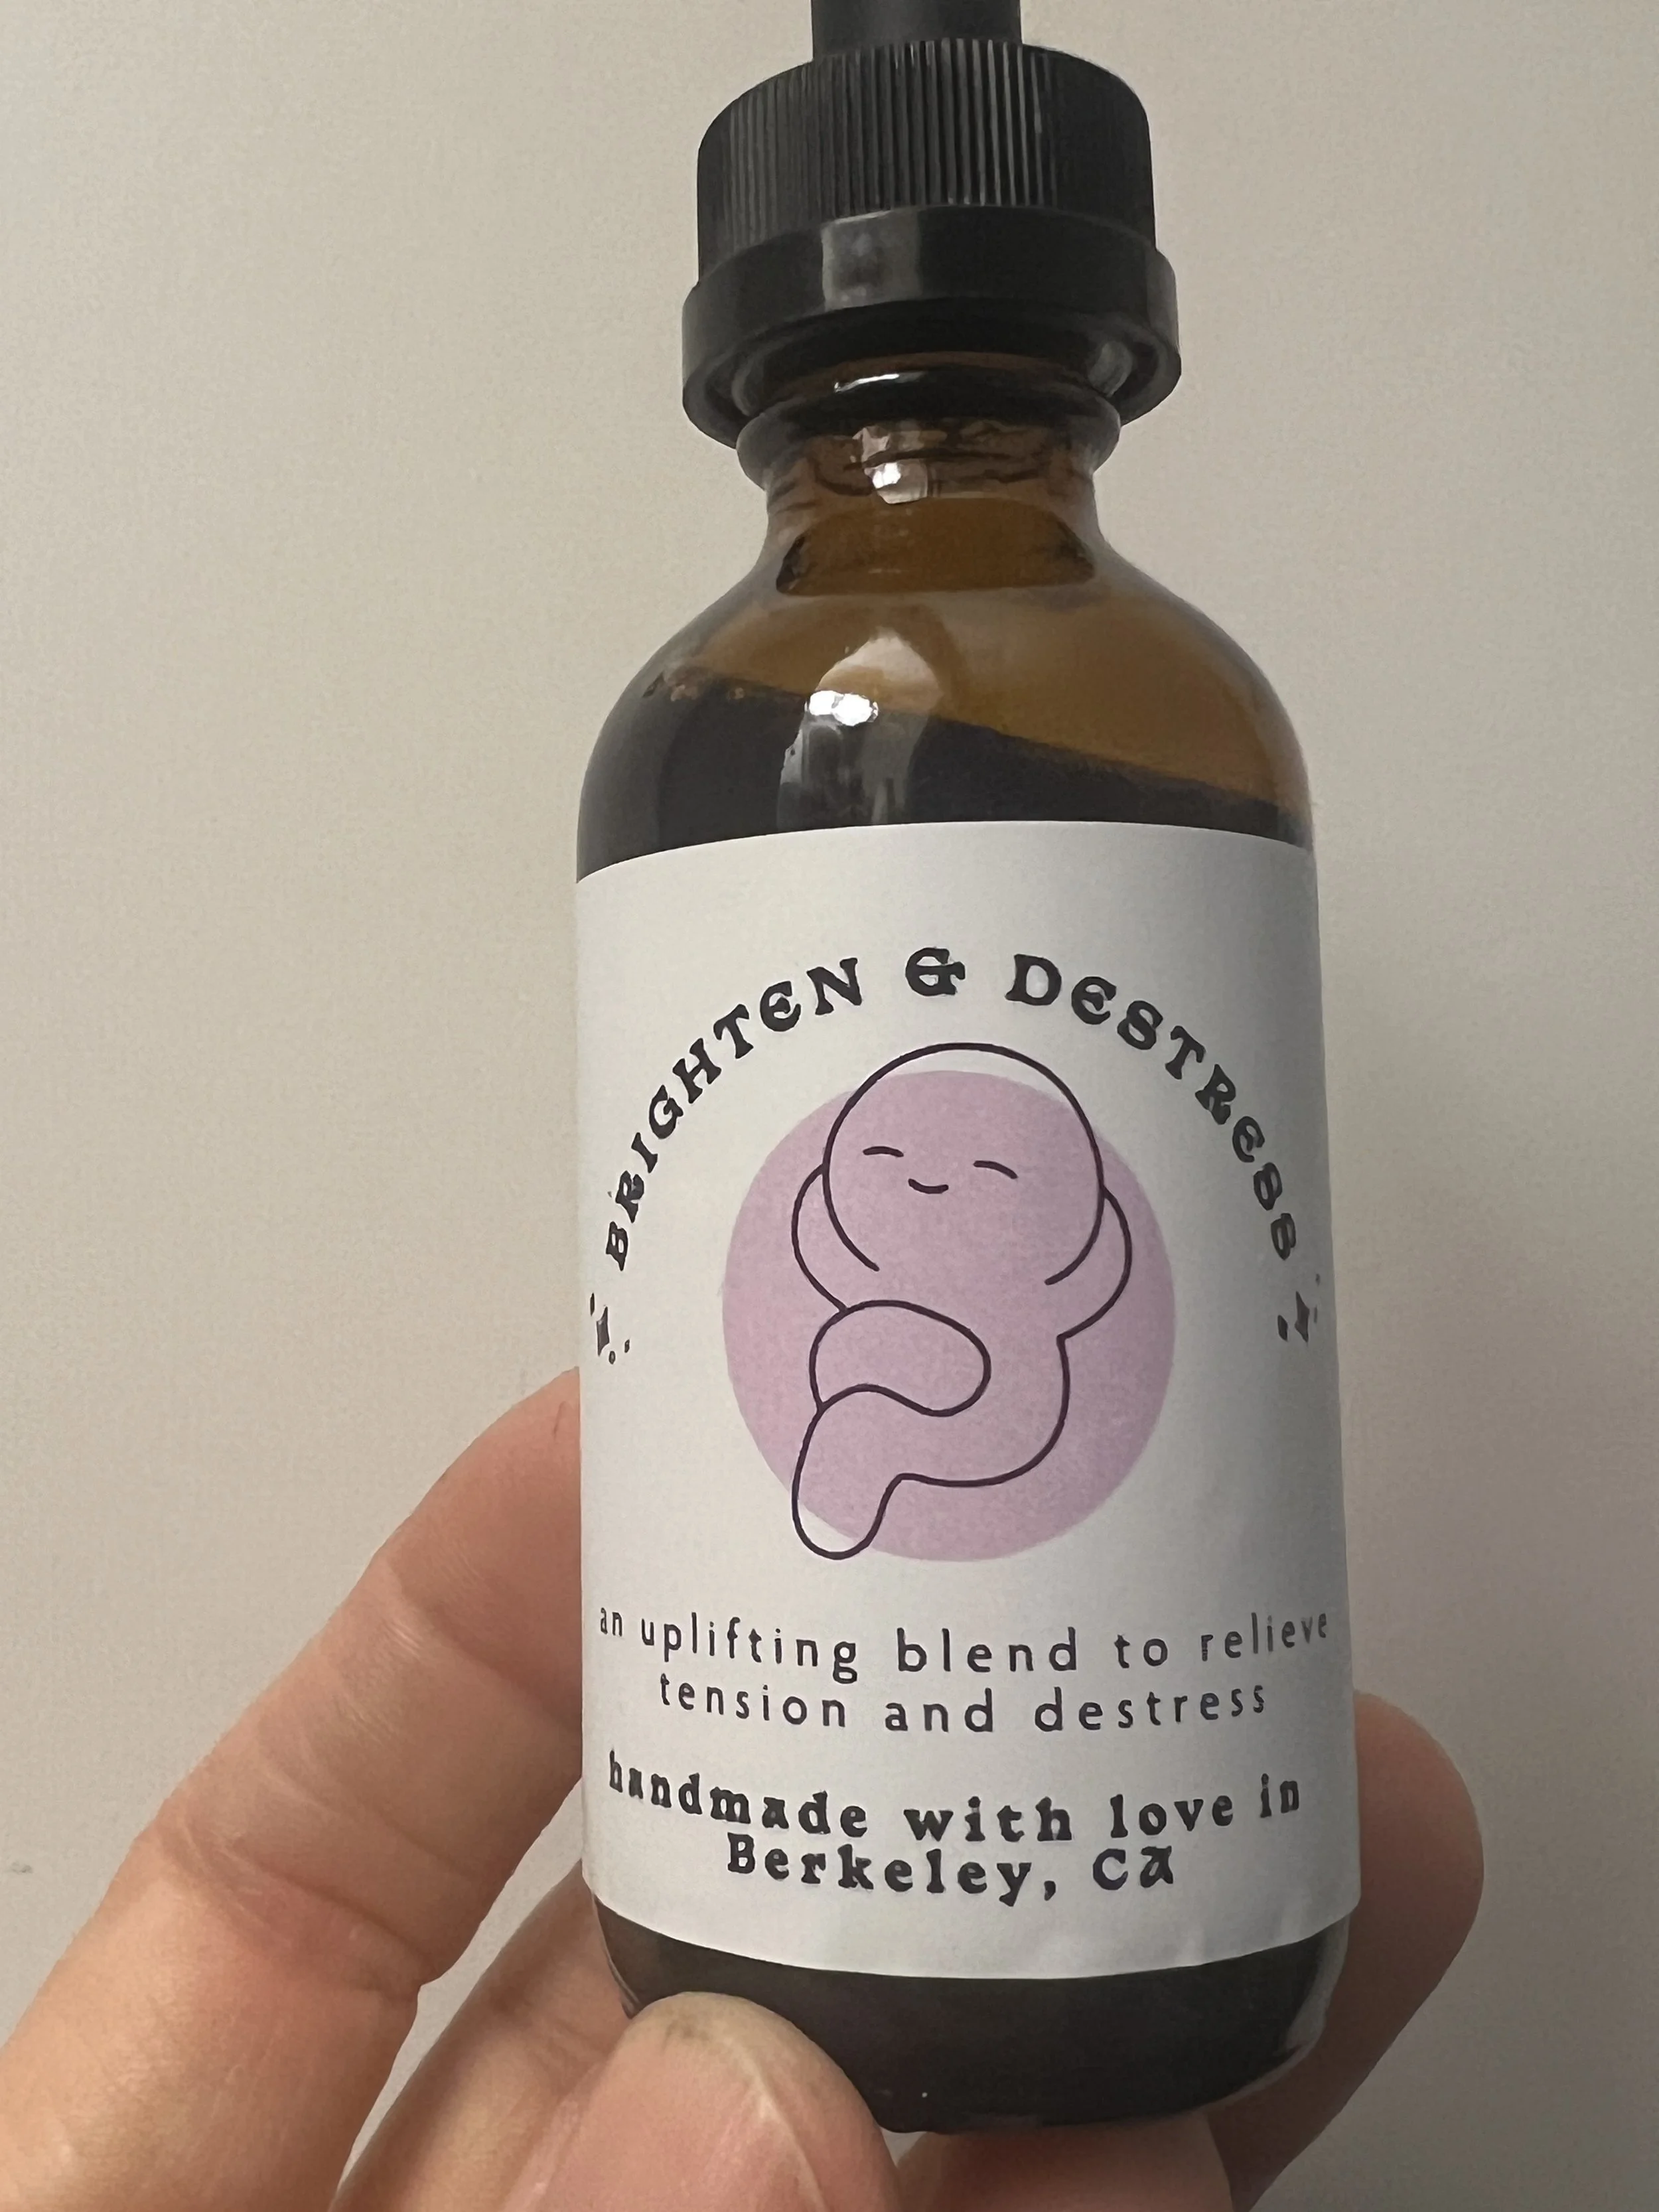 BRIGHTEN & DESTRESS
an uplifting blend to relieve
tension and destress
handmade with love in
Berkeley, CA